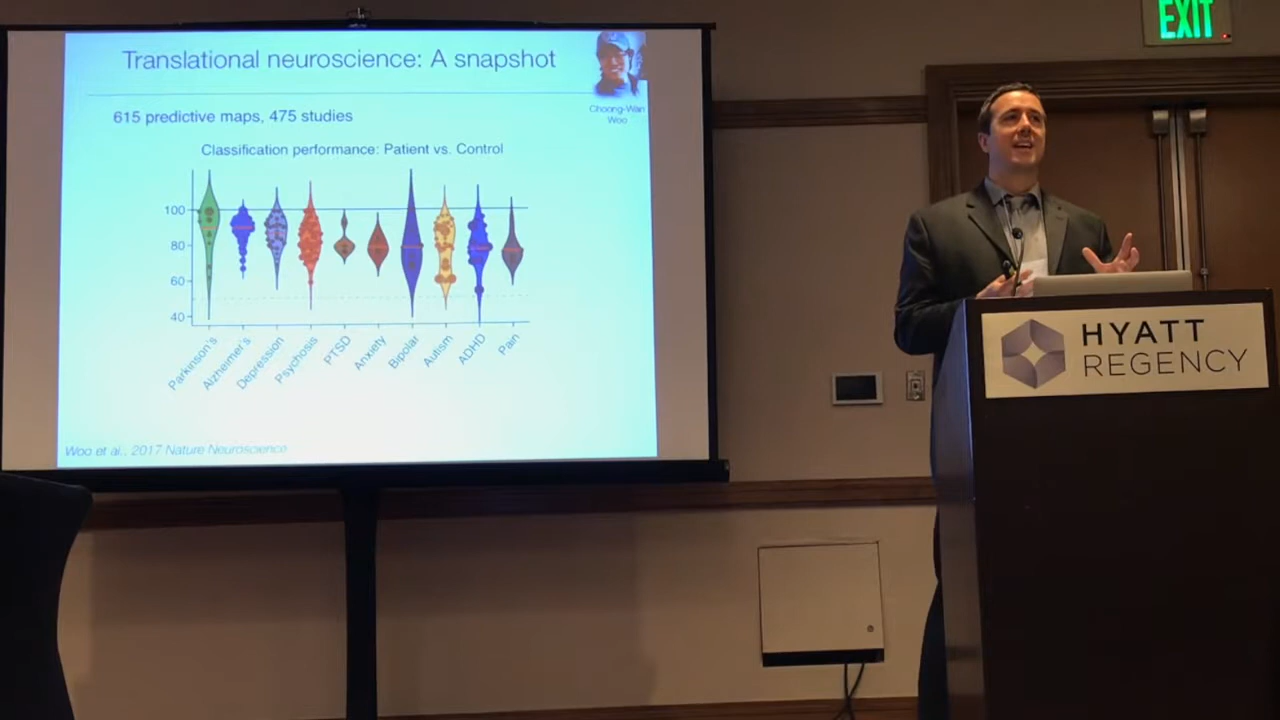 EXIT
Translational neuroscience: A snapshot
Choong-Wan
Woo
615 predictive maps, 475 studies
Classification performance: Patient vs. Control
100
80
60
40
Parkinson's
Alzheimer's
Depression
Psychosis
PTSD
Anxiety
Bipolar
Autism
ADHD
Pain
Woo et al., 2017 Nature Neuroscience
HYATT
REGENCY